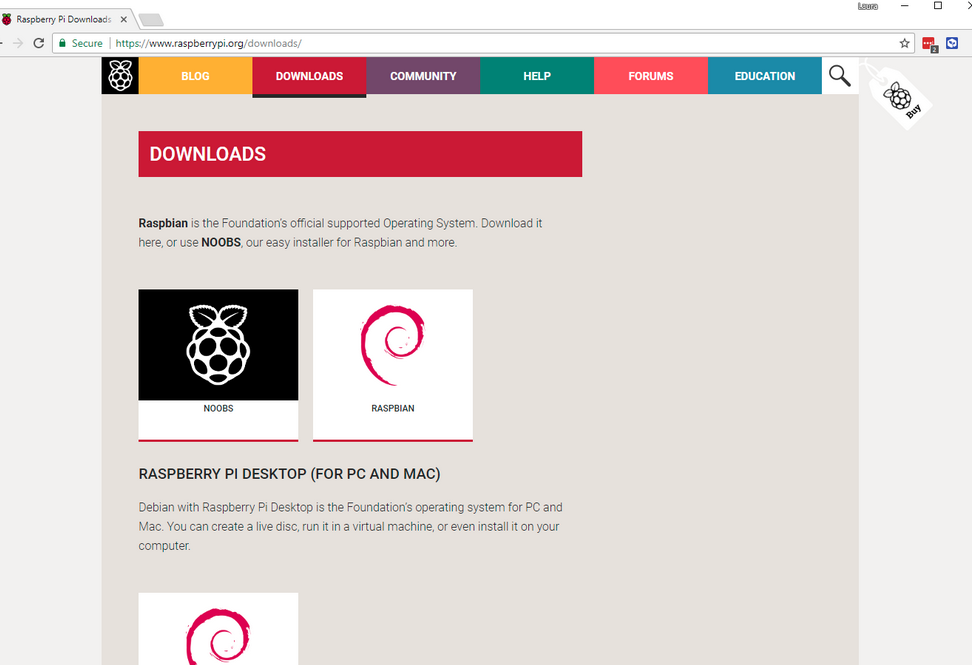 Laura
Raspberry Pi Downloads
Secure
https://www.raspberrypi.org/downloads/
2
BLOG
DOWNLOADS
COMMUNITY
HELP
FORUMS
EDUCATION
Buy
DOWNLOADS
Raspbian is the Foundation's official supported Operating System. Download it
here, or use NOOBS, our easy installer for Raspbian and more.
NOOBS
RASPBIAN
RASPBERRY PI DESKTOP (FOR PC AND MAC)
Debian with Raspberry Pi Desktop is the Foundation's operating system for PC and
Mac. You can create a live disc, run it in a virtual machine, or even install it on your
computer.